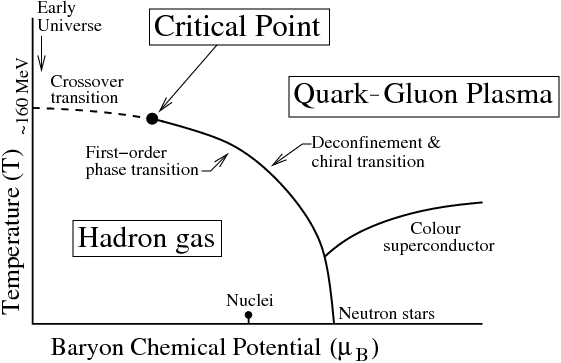 Early
Universe
Critical Point
Crossover
transition
Quark-Gluon Plasma
~160 MeV
First-order
phase transition
Deconfinement &
chiral transition
Temperature (T)
Hadron gas
Colour
superconductor
Nuclei
Neutron stars
Baryon Chemical Potential (μB)